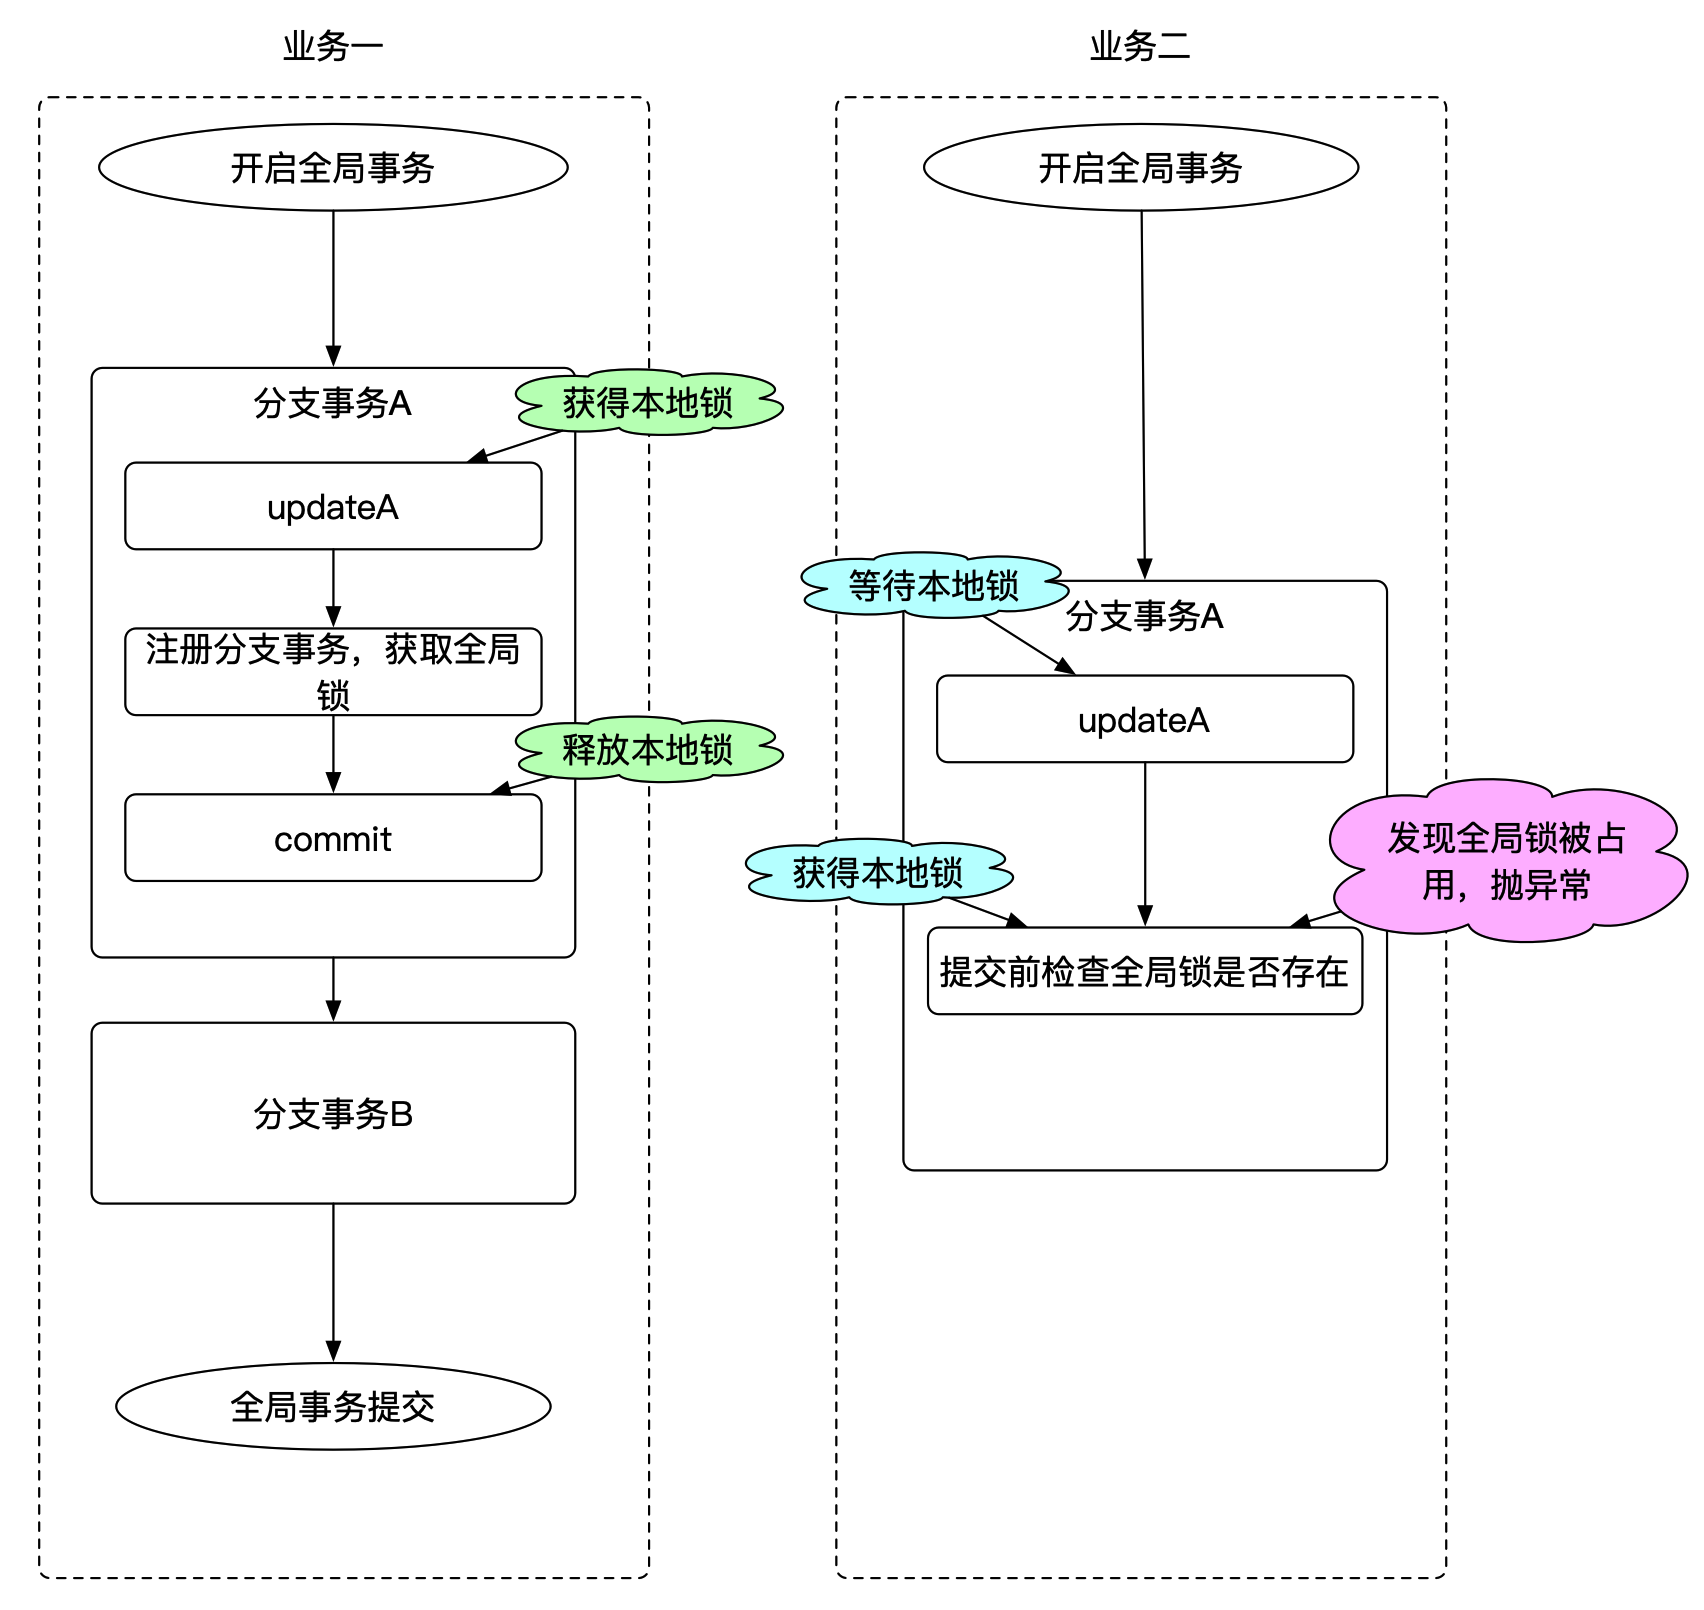 业务一
开启全局事务
分支事务A
获得本地锁
updateA
注册分支事务，获取全局
锁
释放本地锁
commit
分支事务B
全局事务提交
业务二
开启全局事务
等待本地锁
分支事务A
updateA
获得本地锁
发现全局锁被占
用，抛异常
提交前检查全局锁是否存在